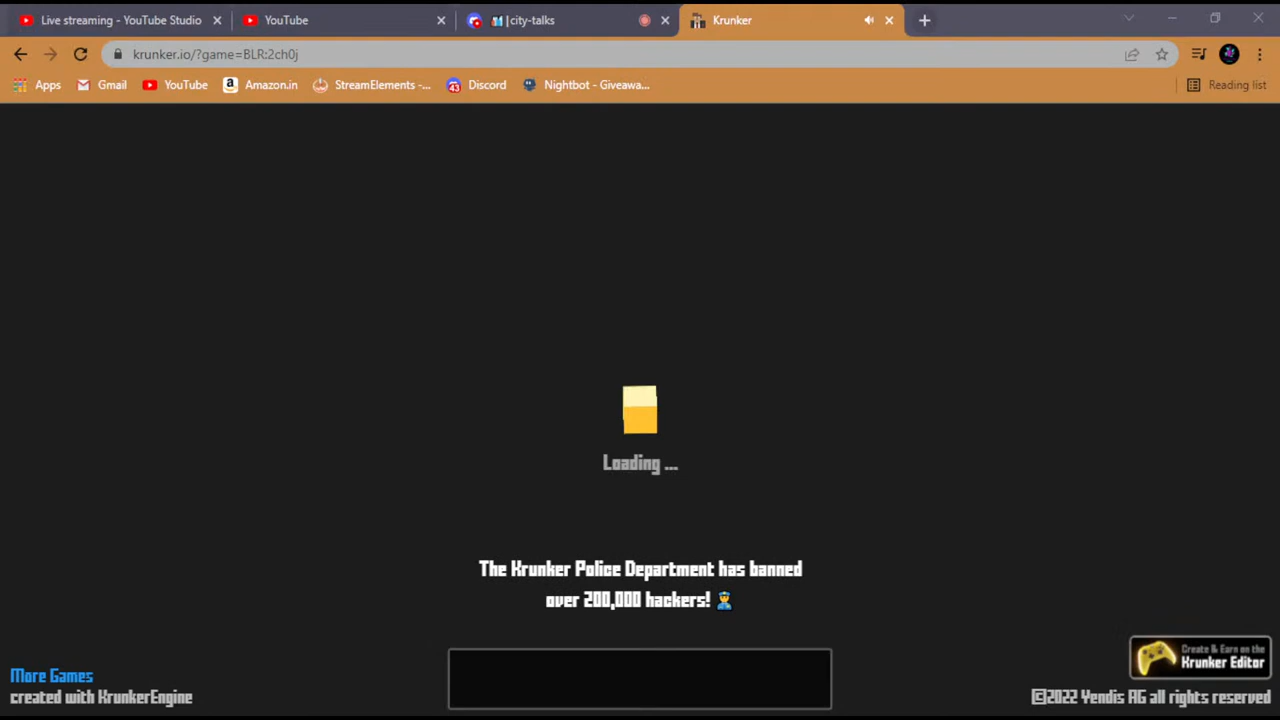 Live streaming - YouTube Studio
YouTube
city-talks
Krunker
krunker.io/?game=BLR:2ch0j
Apps
Gmail
YouTube
Amazon.in
StreamElements -...
43
Discord
Nightbot - Giveawa...
Reading list
Loading ...
The Krunker Police Department has banned
over 200,000 hackers!
More Games
created with KrunkerEngine
Create & Earn on the
Krunker Editor
©2022 Yendis AG all rights reserved